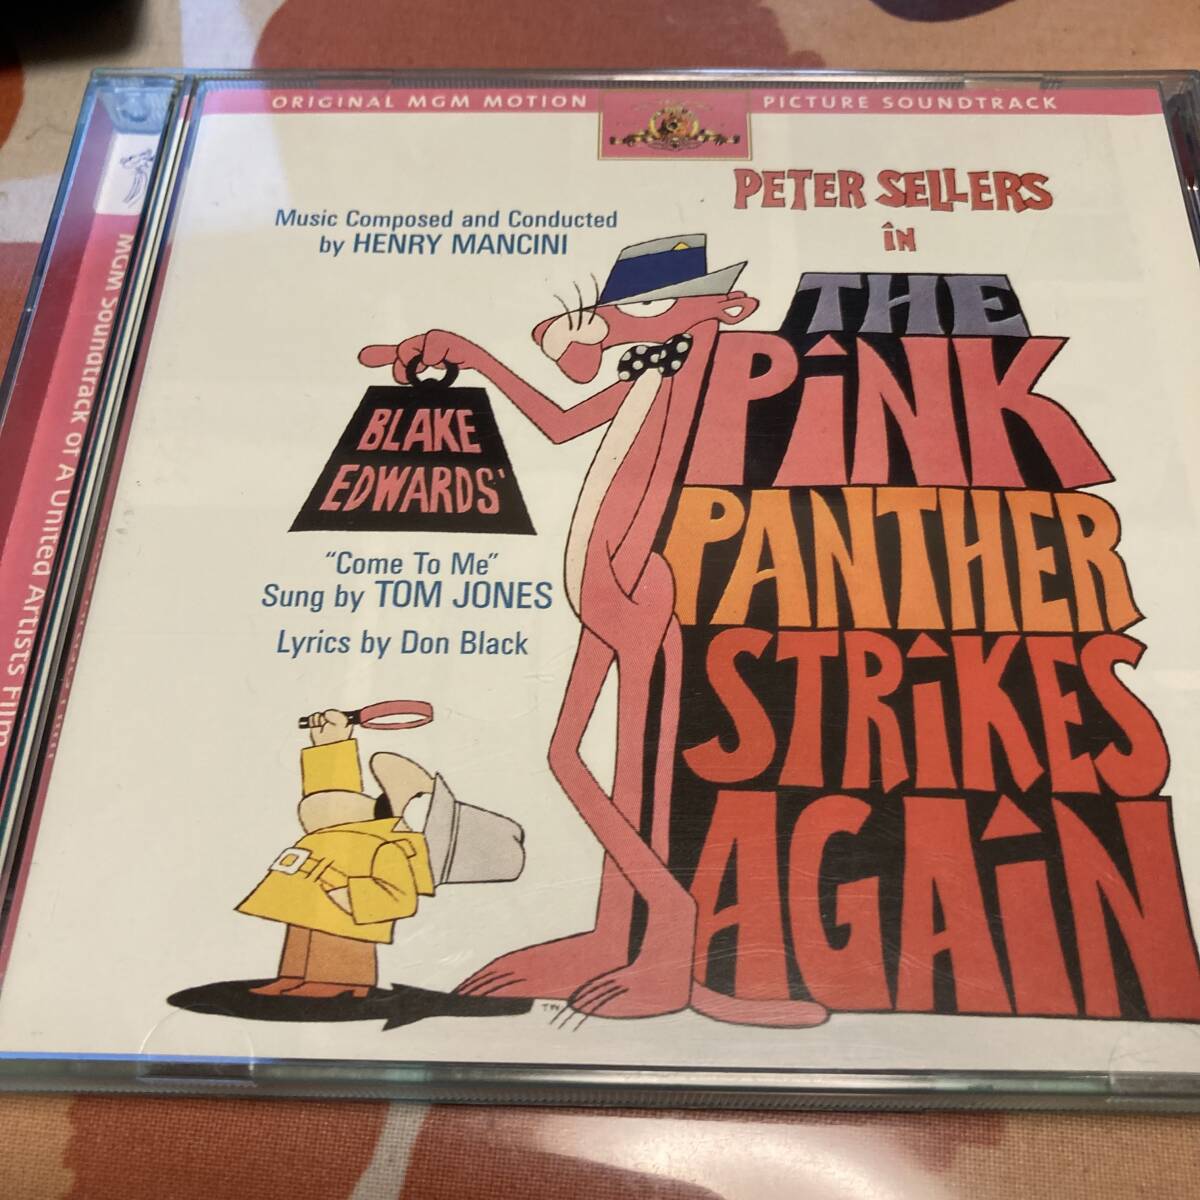 ORIGINAL MGM MOTION PICTURE SOUNDTRACK
PETER SELLERS
in
THE
PiNK
PANTHER
STRiKES
AGAiN
Music Composed and Conducted
by HENRY MANCINI
BLAKE
EDWARDS'
"Come To Me"
Sung by TOM JONES
Lyrics by Don Black
MGM Soundtrack of A United Artists Film